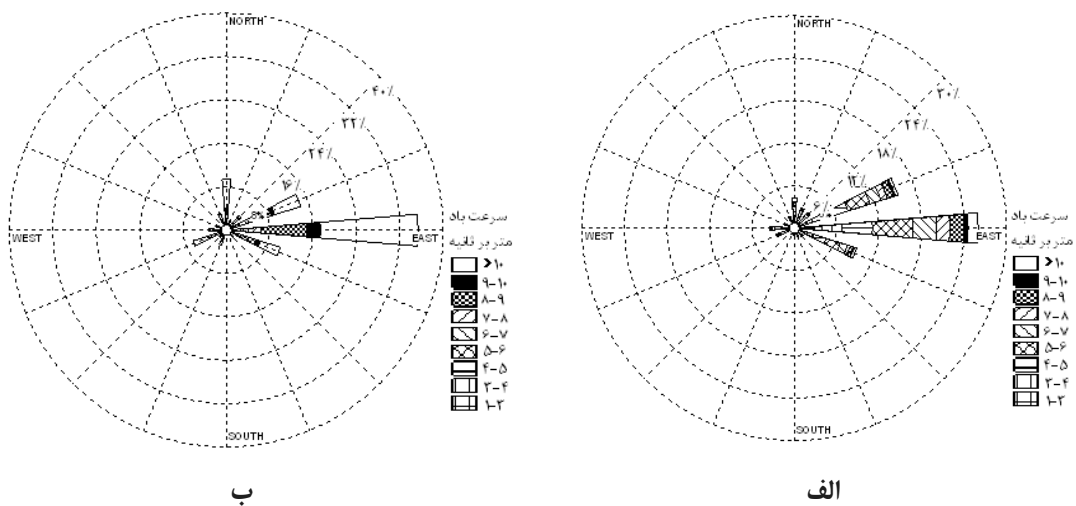 NORTH
۴۰٪
۳۲٪
۲۴٪
۱۶٪
۸٪
WEST
EAST
SOUTH
سرعت باد
متر بر ثانیه
>۱۰
۹-۱۰
۸-۹
۷-۸
۶-۷
۵-۶
۴-۵
۳-۴
۱-۳
ب
NORTH
۳۰٪
۲۴٪
۱۸٪
۱۲٪
۶٪
WEST
EAST
SOUTH
سرعت باد
متر بر ثانیه
>۱۰
۹-۱۰
۸-۹
۷-۸
۶-۷
۵-۶
۴-۵
۳-۴
۱-۳
الف